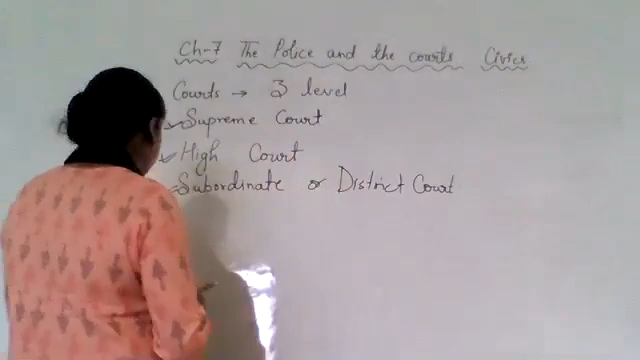 Ch-7 The Police and the courts Civics
Courts → 3 level
Supreme Court
High Court
Subordinate or District Court